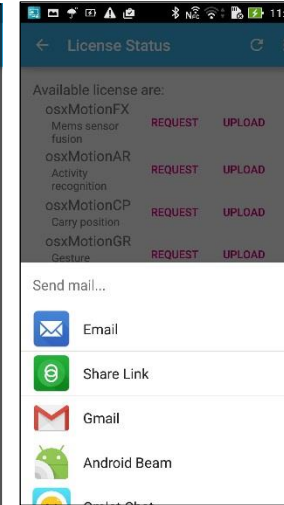 11:
License Status
Available license are:
osxMotionFX
Mems sensor
fusion
REQUEST UPLOAD
osxMotionAR
Activity
recognition
REQUEST UPLOAD
osxMotionCP
Carry position
REQUEST UPLOAD
osxMotionGR
Gesture
REQUEST UPLOAD
Send mail...
Email
Share Link
Gmail
Android Beam